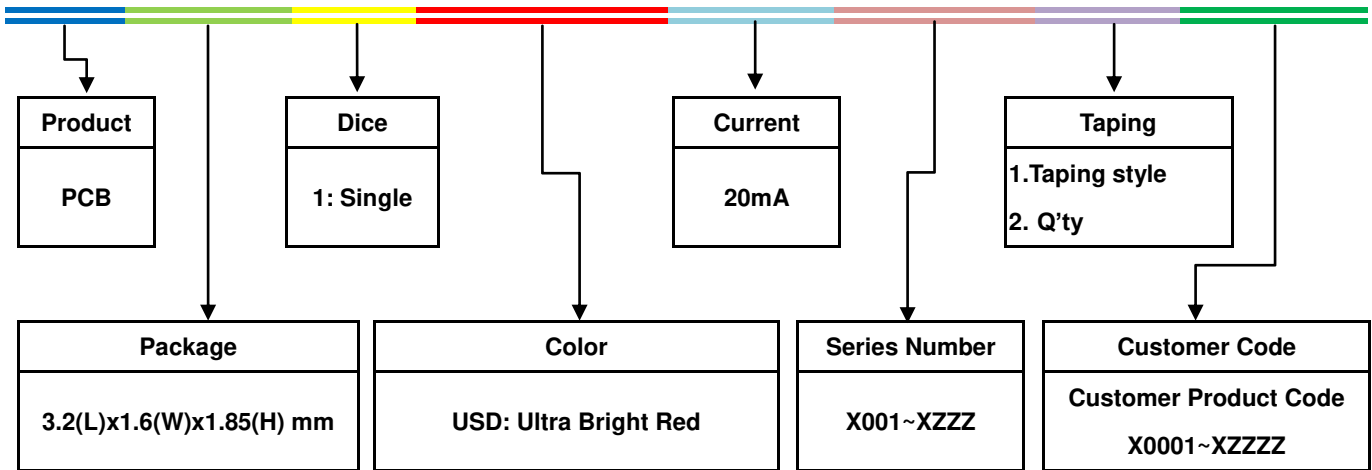 Product
PCB
Dice
1: Single
Current
20mA
Taping
1.Taping style
2. Q'ty
Package
3.2(L)x1.6(W)x1.85(H) mm
Color
USD: Ultra Bright Red
Series Number
X001~XZZZ
Customer Code
Customer Product Code
X0001~XZZZZ